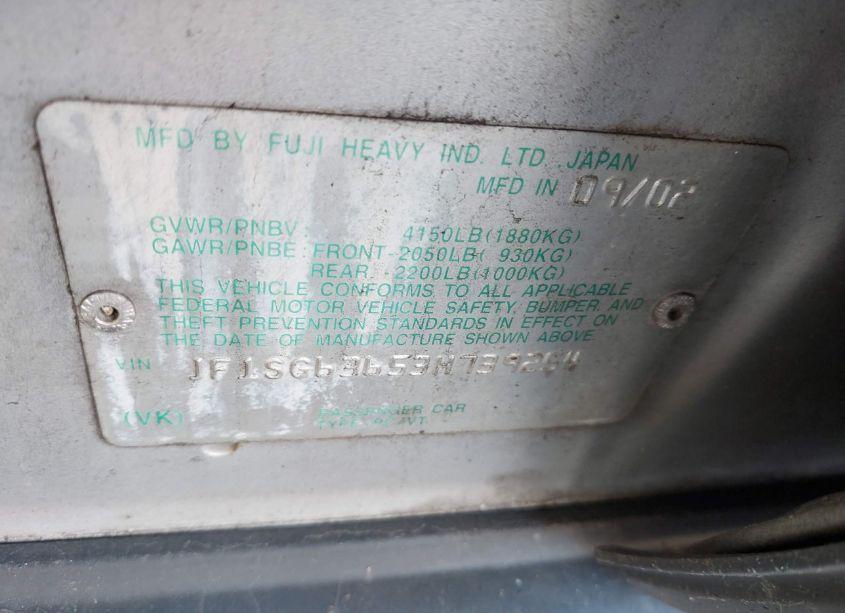 MFD BY FUJI HEAVY IND. LTD. JAPAN
MFD IN 09/02
GVWR/PNBV : 4150LB(1880KG)
GAWR/PNBE : FRONT-2050LB( 930KG)
REAR -2200LB(1000KG)
THIS VEHICLE CONFORMS TO ALL APPLICABLE
FEDERAL MOTOR VEHICLE SAFETY, BUMPER, AND
THEFT PREVENTION STANDARDS IN EFFECT ON
THE DATE OF MANUFACTURE SHOWN ABOVE.
VIN
(VK) PASSENGER CAR